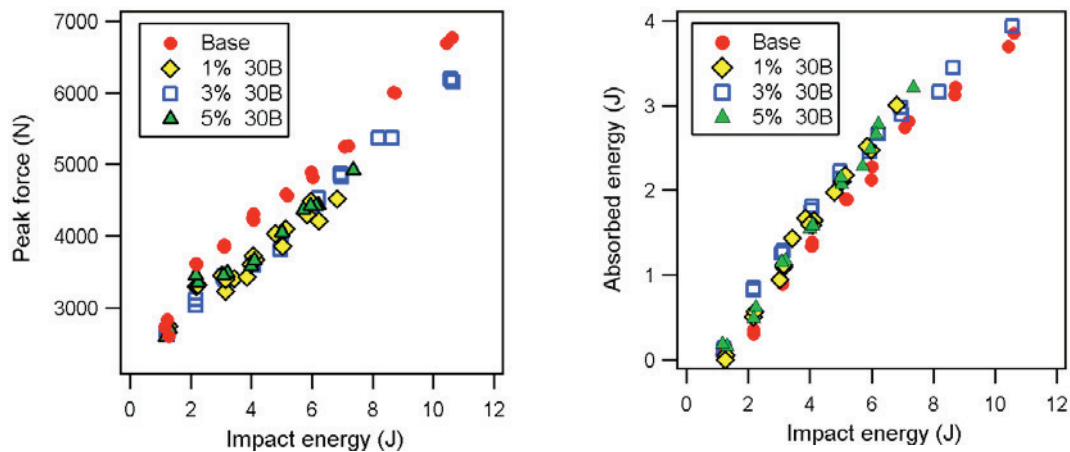 7000
6000
5000
4000
3000
Peak force (N)
Base
1% 30B
3% 30B
5% 30B
0 2 4 6 8 10 12
Impact energy (J)
4
3
2
1
0
Absorbed energy (J)
Base
1% 30B
3% 30B
5% 30B
0 2 4 6 8 10 12
Impact energy (J)